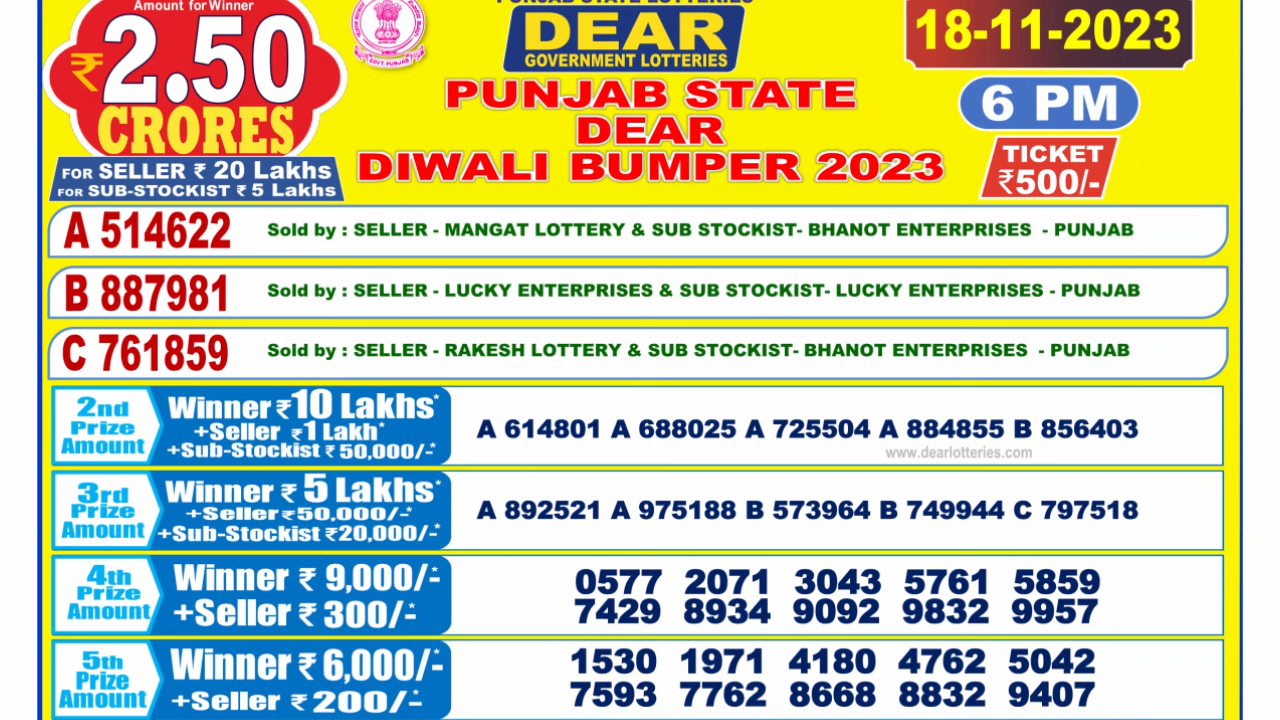 Amount for Winner
₹2.50
CRORES
FOR SELLER ₹ 20 Lakhs
FOR SUB-STOCKIST ₹ 5 Lakhs
GOVT. PUNJAB
PUNJAB STATE LOTTERIES
DEAR
GOVERNMENT LOTTERIES
PUNJAB STATE
DEAR
DIWALI BUMPER 2023
18-11-2023
6 PM
TICKET
₹500/-
A 514622 Sold by : SELLER - MANGAT LOTTERY & SUB STOCKIST- BHANOT ENTERPRISES - PUNJAB
B 887981 Sold by : SELLER - LUCKY ENTERPRISES & SUB STOCKIST- LUCKY ENTERPRISES - PUNJAB
C 761859 Sold by : SELLER - RAKESH LOTTERY & SUB STOCKIST- BHANOT ENTERPRISES - PUNJAB
2nd
Prize
Amount
Winner ₹10 Lakhs*
+Seller ₹1 Lakh*
+Sub-Stockist ₹ 50,000/-*
A 614801 A 688025 A 725504 A 884855 B 856403
www.dearlotteries.com
3rd
Prize
Amount
Winner ₹ 5 Lakhs*
+Seller ₹50,000/-*
+Sub-Stockist ₹20,000/-*
A 892521 A 975188 B 573964 B 749944 C 797518
4th
Prize
Amount
Winner ₹ 9,000/-*
+Seller ₹ 300/-*
0577 2071 3043 5761 5859
7429 8934 9092 9832 9957
5th
Prize
Amount
Winner ₹ 6,000/-*
+Seller ₹ 200/-*
1530 1971 4180 4762 5042
7593 7762 8668 8832 9407